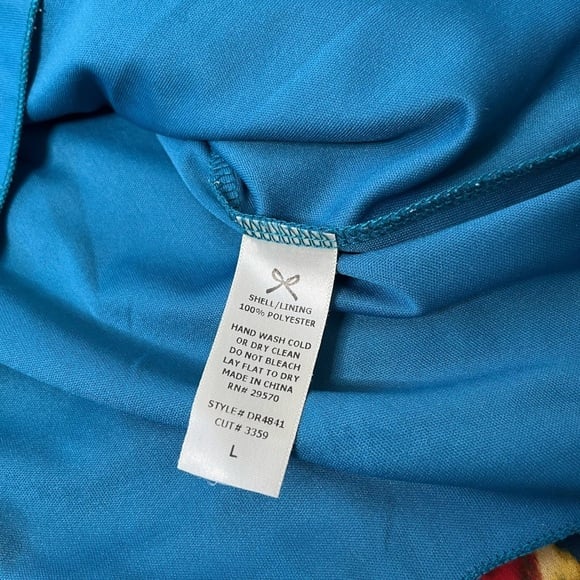 SHELL/LINING
100% POLYESTER
HAND WASH COLD
OR DRY CLEAN
DO NOT BLEACH
LAY FLAT TO DRY
MADE IN CHINA
RN# 29570
STYLE# DR4841
CUT# 3359
L